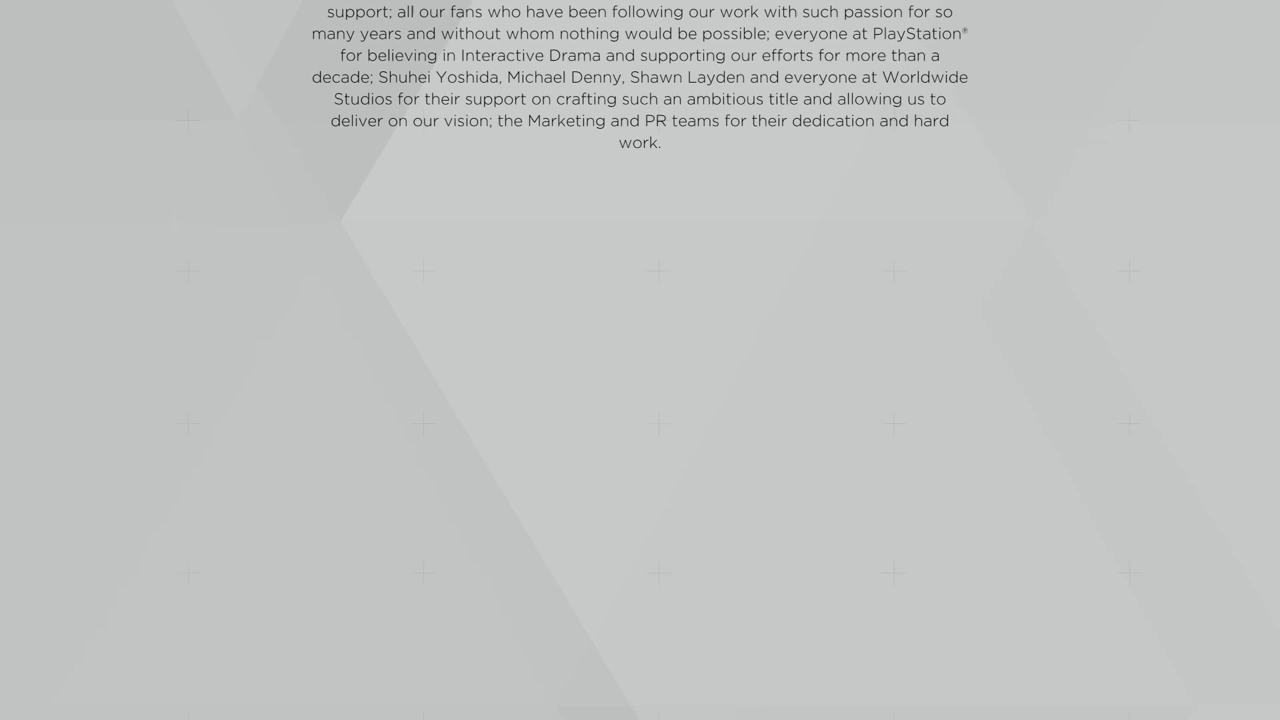 support; all our fans who have been following our work with such passion for so
many years and without whom nothing would be possible; everyone at PlayStation®
for believing in Interactive Drama and supporting our efforts for more than a
decade; Shuhei Yoshida, Michael Denny, Shawn Layden and everyone at Worldwide
Studios for their support on crafting such an ambitious title and allowing us to
deliver on our vision; the Marketing and PR teams for their dedication and hard
work.